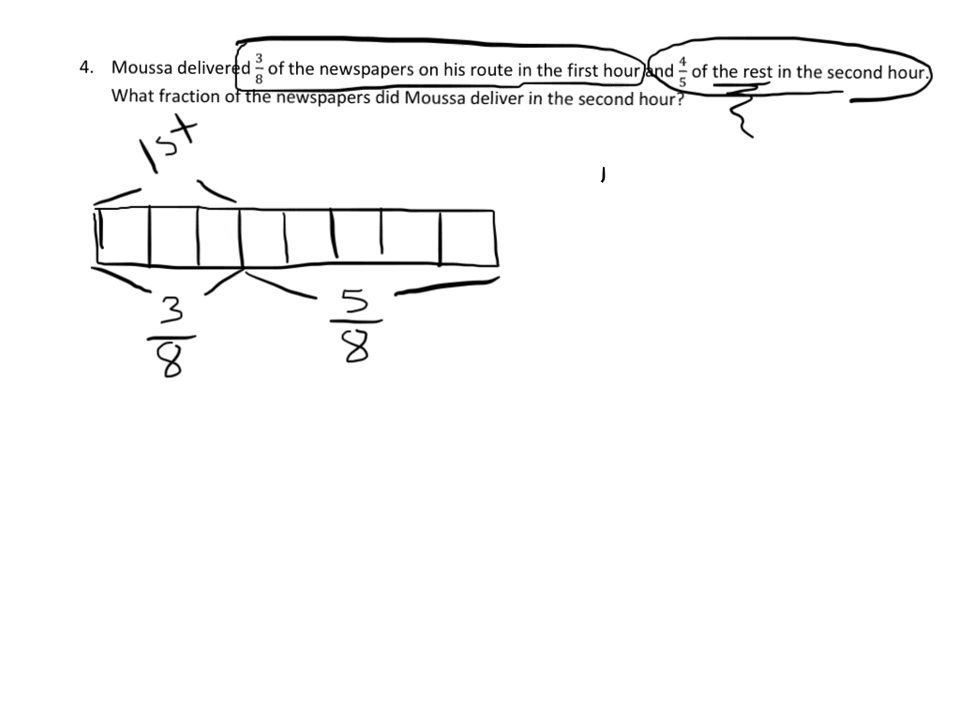 4. Moussa delivered 3/8 of the newspapers on his route in the first hour and 4/5 of the rest in the second hour.
What fraction of the newspapers did Moussa deliver in the second hour?
1st
3/8 5/8